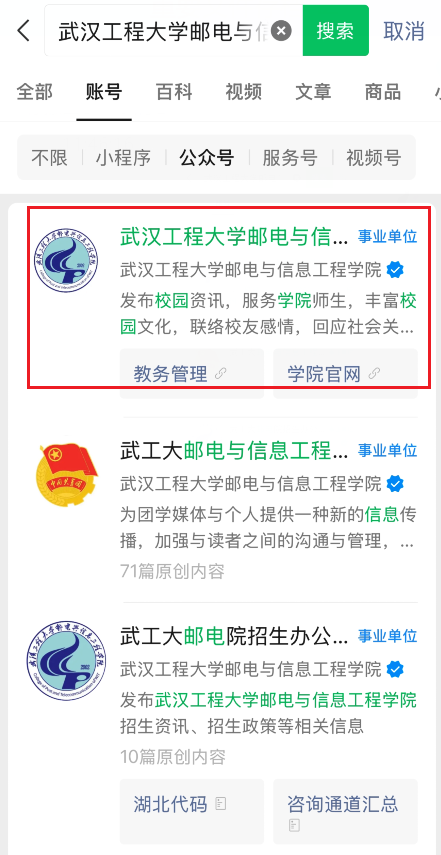 武汉工程大学邮电与信
搜索
取消
全部
账号
百科
视频
文章
商品
不限
小程序
公众号
服务号
视频号
武汉工程大学邮电与信... 事业单位
武汉工程大学邮电与信息工程学院
发布校园资讯，服务学院师生，丰富校
园文化，联络校友感情，回应社会关...
教务管理
学院官网
武工大邮电与信息工程... 事业单位
武汉工程大学邮电与信息工程学院
为团学媒体与个人提供一种新的信息传
播，加强与读者之间的沟通与管理，...
71篇原创内容
武工大邮电院招生办公... 事业单位
武汉工程大学邮电与信息工程学院
发布武汉工程大学邮电与信息工程学院
招生资讯、招生政策等相关信息
10篇原创内容
湖北代码
咨询通道汇总